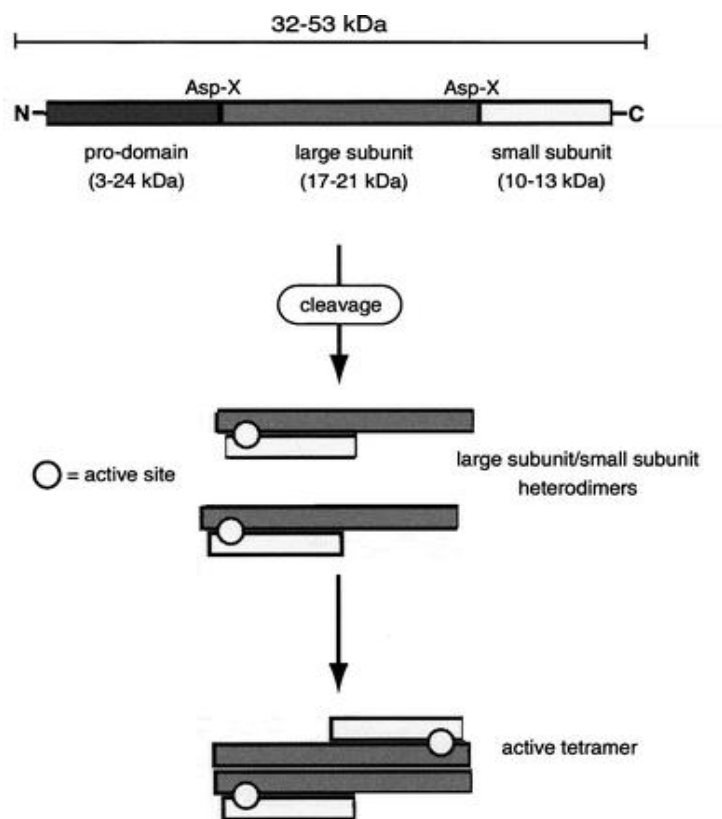 32-53 kDa
Asp-X Asp-X
N C
pro-domain large subunit small subunit
(3-24 kDa) (17-21 kDa) (10-13 kDa)
cleavage
= active site
large subunit/small subunit
heterodimers
active tetramer